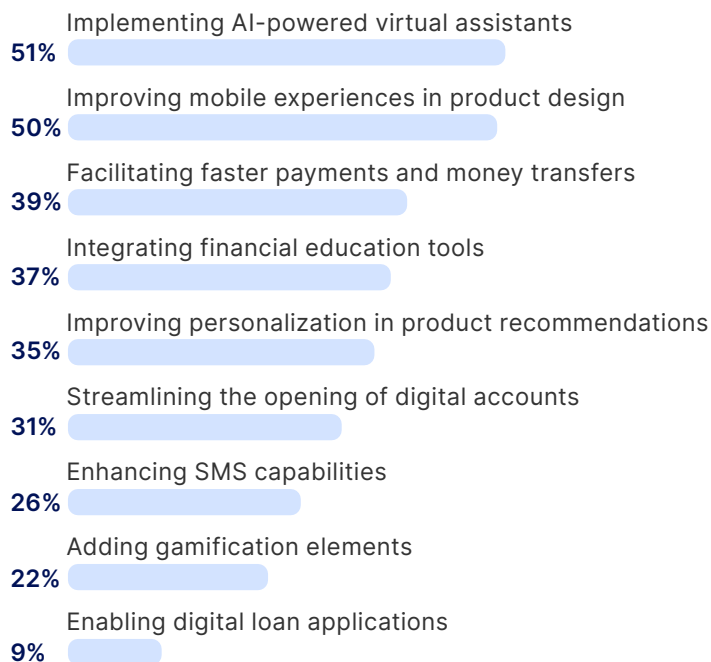 Implementing AI-powered virtual assistants
51%
Improving mobile experiences in product design
50%
Facilitating faster payments and money transfers
39%
Integrating financial education tools
37%
Improving personalization in product recommendations
35%
Streamlining the opening of digital accounts
31%
Enhancing SMS capabilities
26%
Adding gamification elements
22%
Enabling digital loan applications
9%